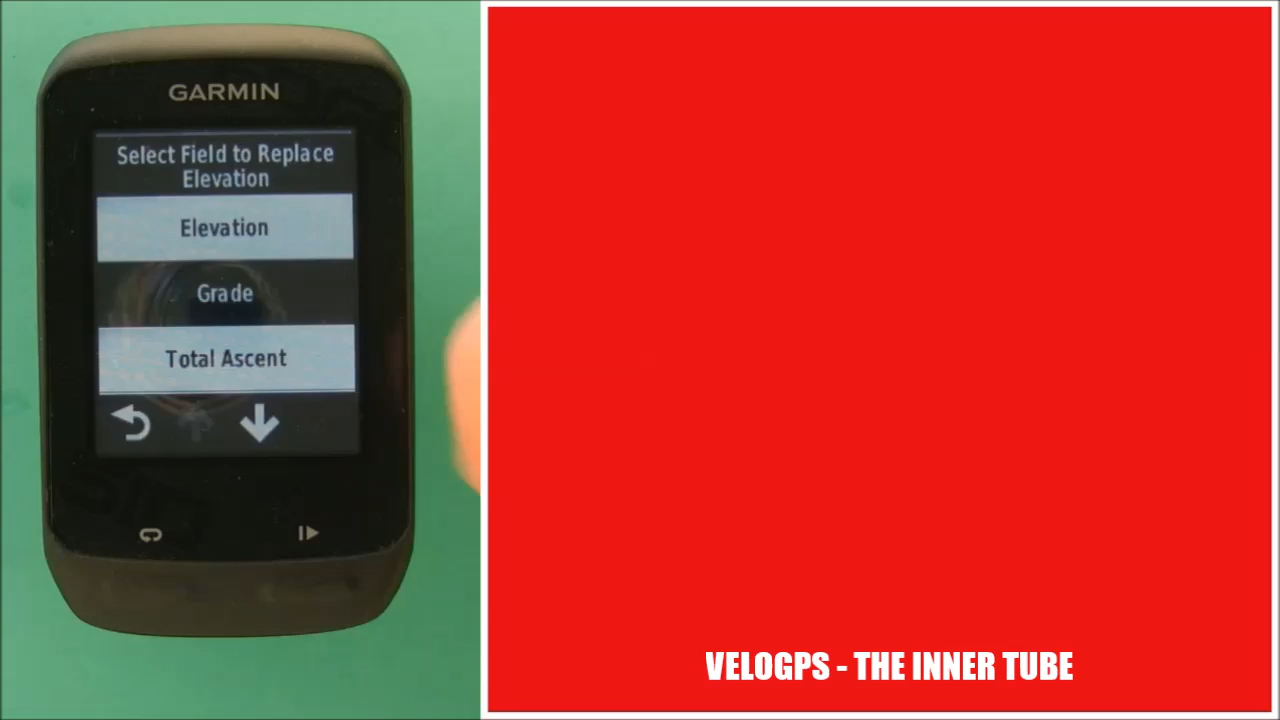 GARMIN
Select Field to Replace
Elevation
Elevation
Grade
Total Ascent
VELOGPS - THE INNER TUBE